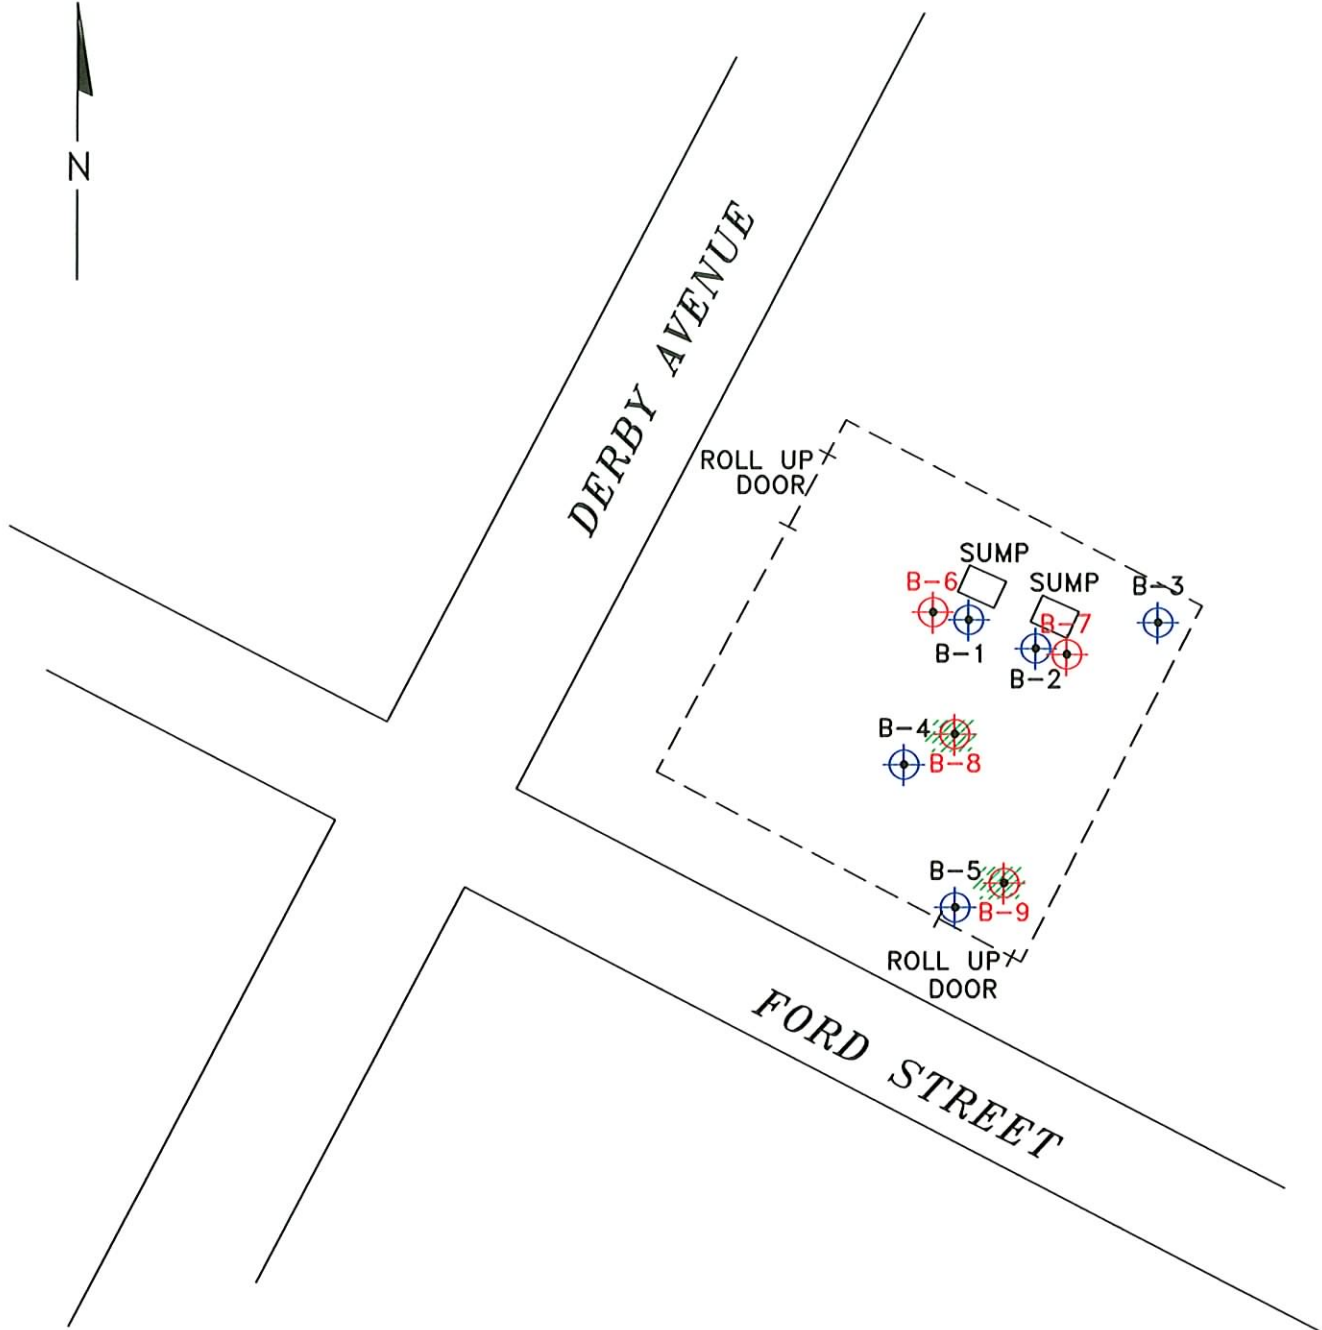 N
DERBY AVENUE
ROLL UP
DOOR
SUMP
SUMP
B-6
B-3
B-7
B-1
B-2
B-4
B-8
B-5
B-9
ROLL UP
DOOR
FORD STREET